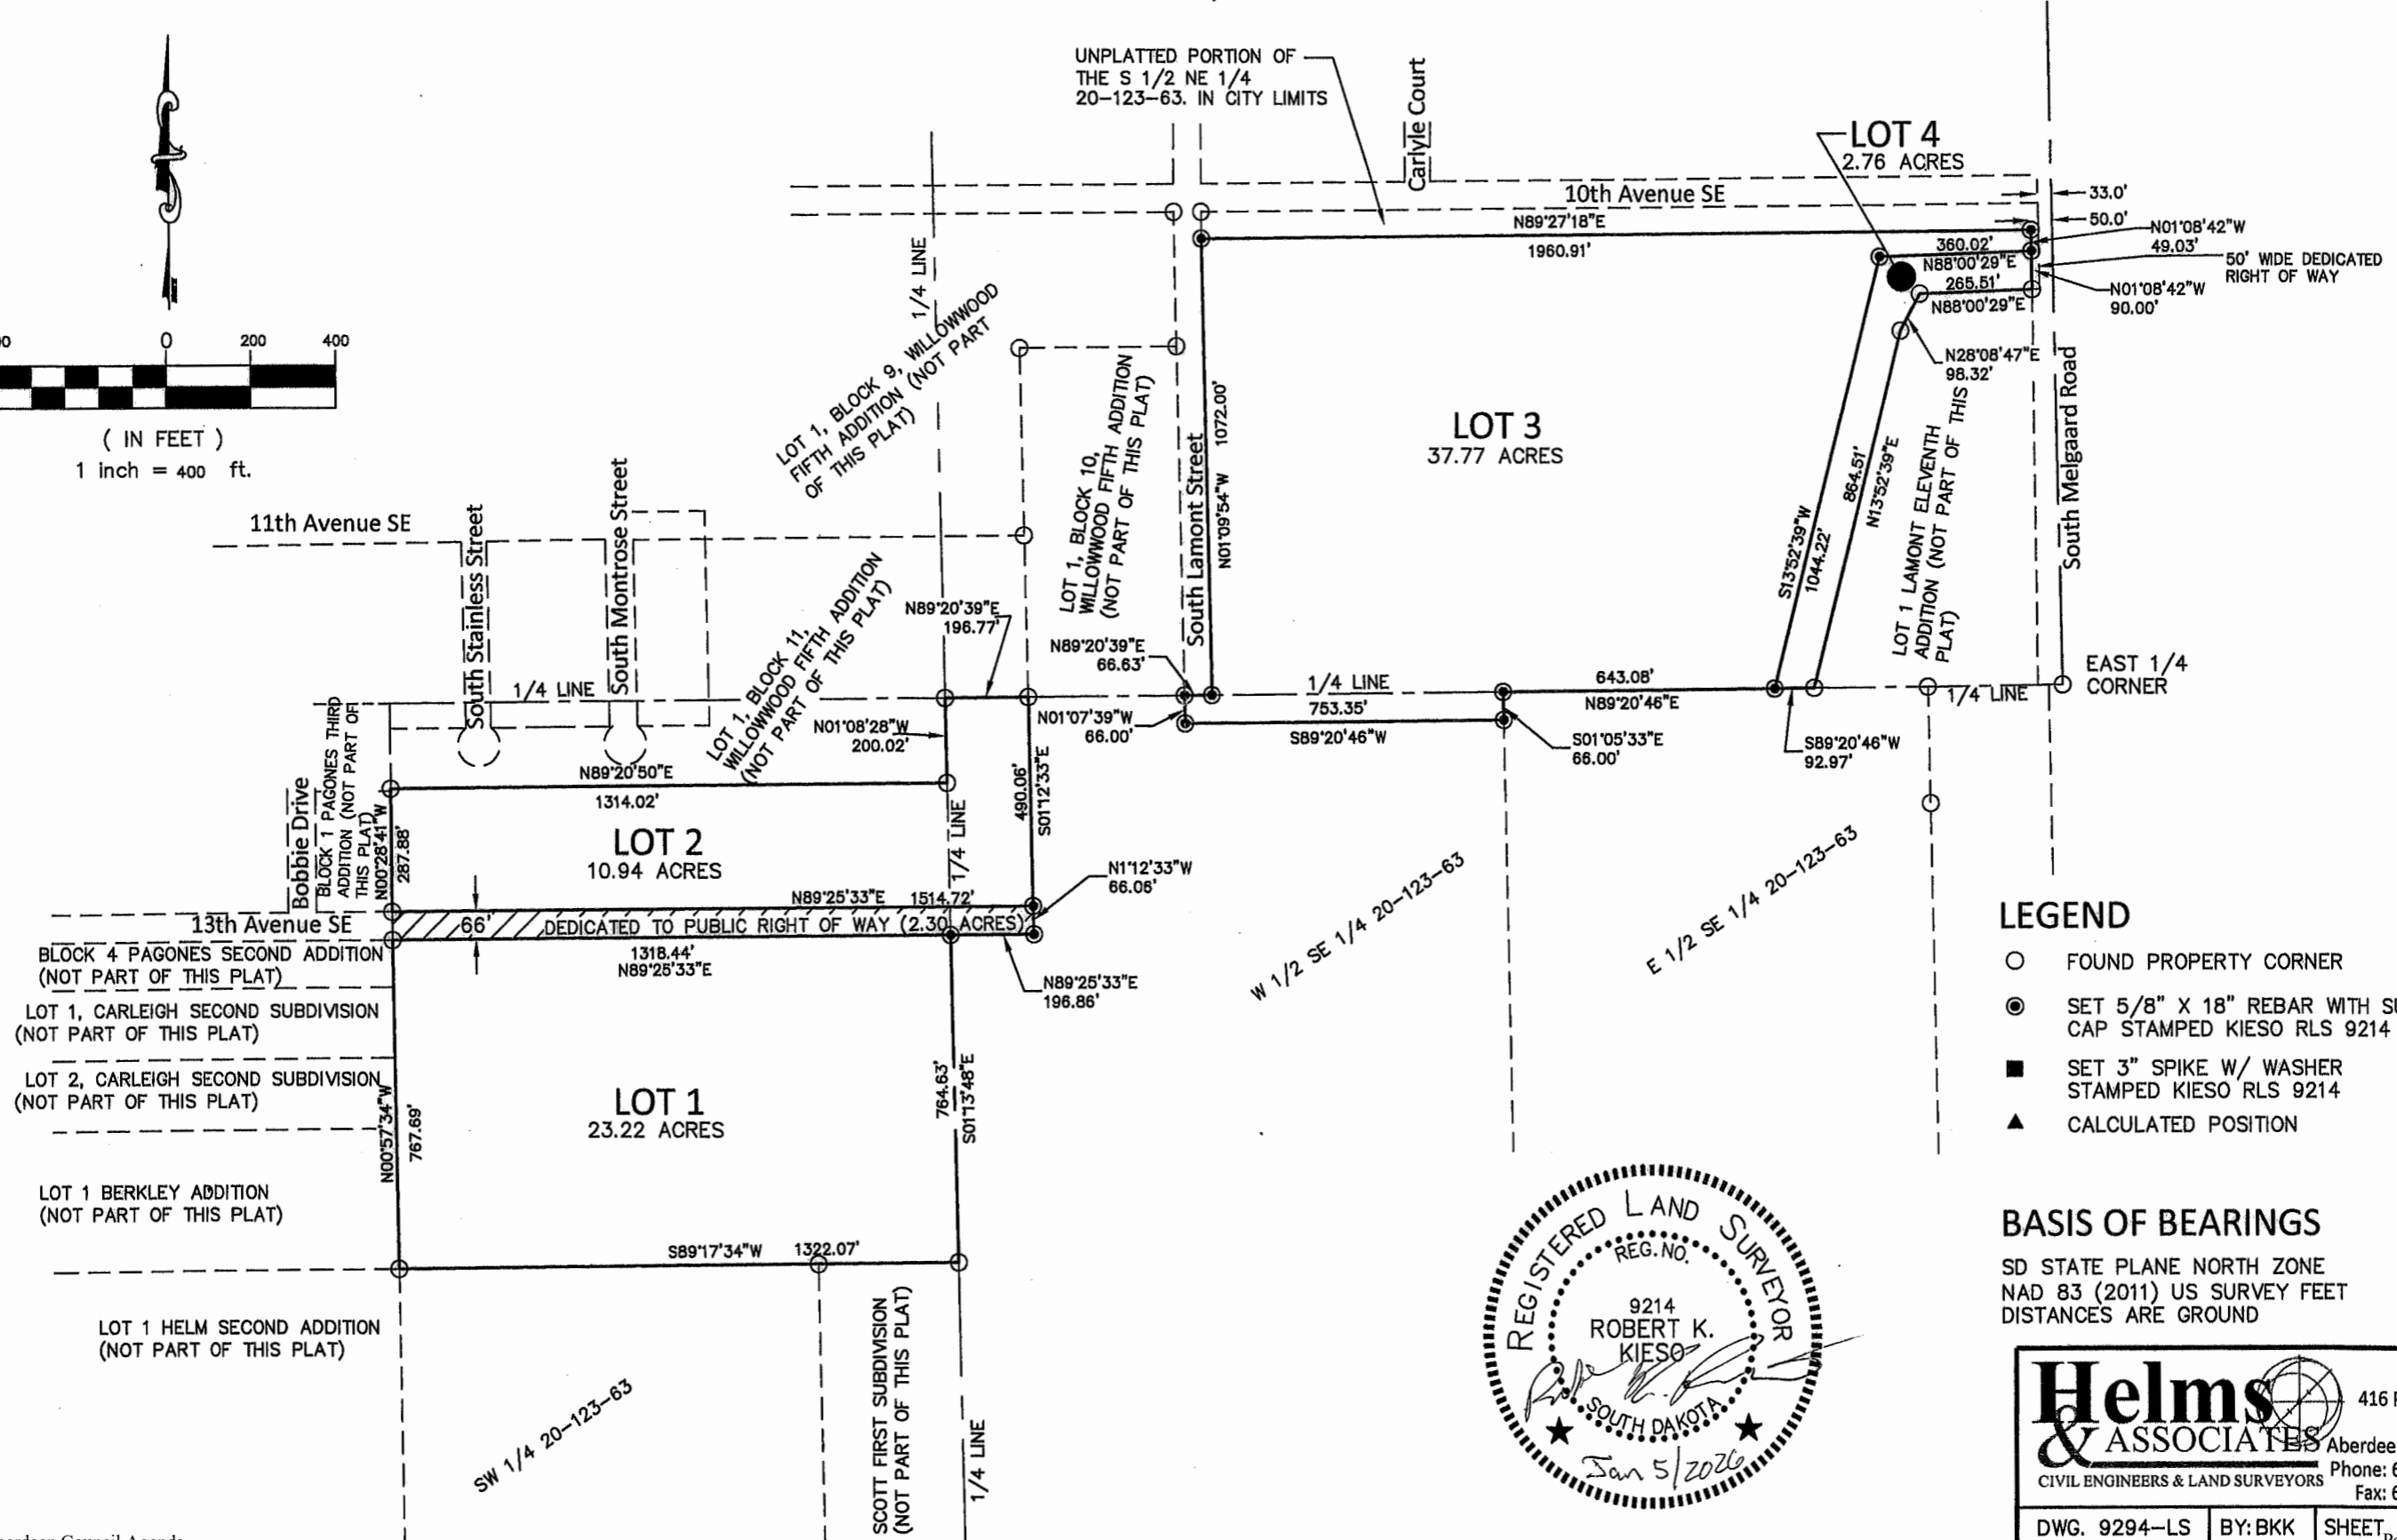 UNPLATTED PORTION OF
THE S 1/2 NE 1/4
20-123-63. IN CITY LIMITS
Carlyle Court
LOT 4
2.76 ACRES
10th Avenue SE
33.0'
50.0'
N89°27'18"E
1960.91'
N01°08'42"W
49.03'
360.02'
N88°00'29"E
50' WIDE DEDICATED
RIGHT OF WAY
265.51'
N88°00'29"E
N01°08'42"W
90.00'
N28°08'47"E
98.32'
0
200
400
( IN FEET )
1 inch = 400 ft.
1/4 LINE
LOT 1, BLOCK 9, WILLOWWOOD
FIFTH ADDITION (NOT PART
OF THIS PLAT)
LOT 1, BLOCK 10,
WILLOWWOOD FIFTH ADDITION
(NOT PART OF THIS PLAT)
South Lamont Street
N01°09'54"W 1072.00'
LOT 3
37.77 ACRES
S13°52'39"W
1044.22'
864.51'
N13°52'39"E
LOT 1 LAMONT ELEVENTH
ADDITION (NOT PART OF THIS
PLAT)
South Melgaard Road
11th Avenue SE
South Stainless Street
South Montrose Street
LOT 1, BLOCK 11,
WILLOWWOOD FIFTH ADDITION
(NOT PART OF THIS PLAT)
N89°20'39"E
196.77'
N89°20'39"E
66.63'
1/4 LINE
1/4 LINE
753.35'
S89°20'46"W
N01°07'39"W
66.00'
643.08'
N89°20'46"E
S01°05'33"E
66.00'
S89°20'46"W
92.97'
1/4 LINE
EAST 1/4
CORNER
N01°08'28"W
200.02'
Bobbie Drive
BLOCK 1 PAGONES THIRD
ADDITION (NOT PART OF
THIS PLAT)
N00°28'41"W
287.88'
N89°20'50"E
1314.02'
LOT 2
10.94 ACRES
1/4 LINE
490.06'
S01°12'33"E
N1°12'33"W
66.06'
N89°25'33"E 1514.72'
13th Avenue SE
66'
DEDICATED TO PUBLIC RIGHT OF WAY (2.30 ACRES)
1318.44'
N89°25'33"E
N89°25'33"E
196.86'
BLOCK 4 PAGONES SECOND ADDITION
(NOT PART OF THIS PLAT)
LOT 1, CARLEIGH SECOND SUBDIVISION
(NOT PART OF THIS PLAT)
LOT 2, CARLEIGH SECOND SUBDIVISION
(NOT PART OF THIS PLAT)
N00°57'34"W
767.69'
LOT 1
23.22 ACRES
764.63'
S01°13'48"E
LOT 1 BERKLEY ADDITION
(NOT PART OF THIS PLAT)
S89°17'34"W 1322.07'
LOT 1 HELM SECOND ADDITION
(NOT PART OF THIS PLAT)
SW 1/4 20-123-63
SCOTT FIRST SUBDIVISION
(NOT PART OF THIS PLAT)
1/4 LINE
W 1/2 SE 1/4 20-123-63
E 1/2 SE 1/4 20-123-63
LEGEND
FOUND PROPERTY CORNER
SET 5/8" X 18" REBAR WITH
CAP STAMPED KIESO RLS 9214
SET 3" SPIKE W/ WASHER
STAMPED KIESO RLS 9214
CALCULATED POSITION
BASIS OF BEARINGS
SD STATE PLANE NORTH ZONE
NAD 83 (2011) US SURVEY FEET
DISTANCES ARE GROUND
REGISTERED LAND SURVEYOR
REG. NO.
9214
ROBERT K.
KIESO
SOUTH DAKOTA
Jan 5/2026
Helms
& ASSOCIATES
CIVIL ENGINEERS & LAND SURVEYORS
416
Aberdee
Phone: 6
Fax: 6
DWG. 9294-LS
BY: BKK
SHEET
Council Agenda